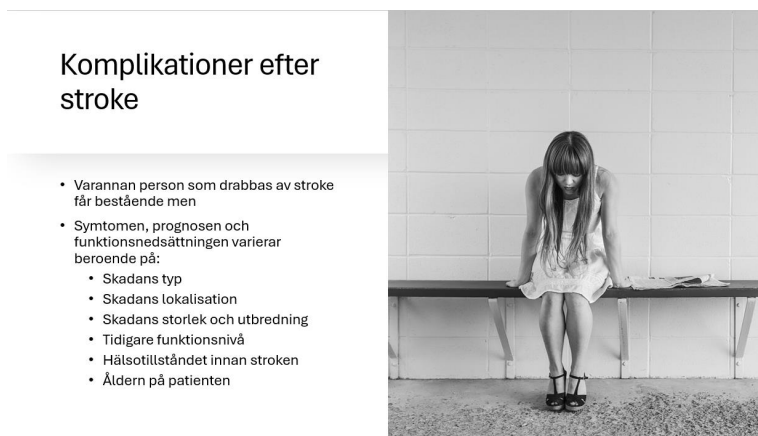 Komplikationer efter
stroke
• Varannan person som drabbas av stroke
får bestående men
• Symtomen, prognosen och
funktionsnedsättningen varierar
beroende på:
• Skadans typ
• Skadans lokalisation
• Skadans storlek och utbredning
• Tidigare funktionsnivå
• Hälsotillståndet innan stroken
• Åldern på patienten